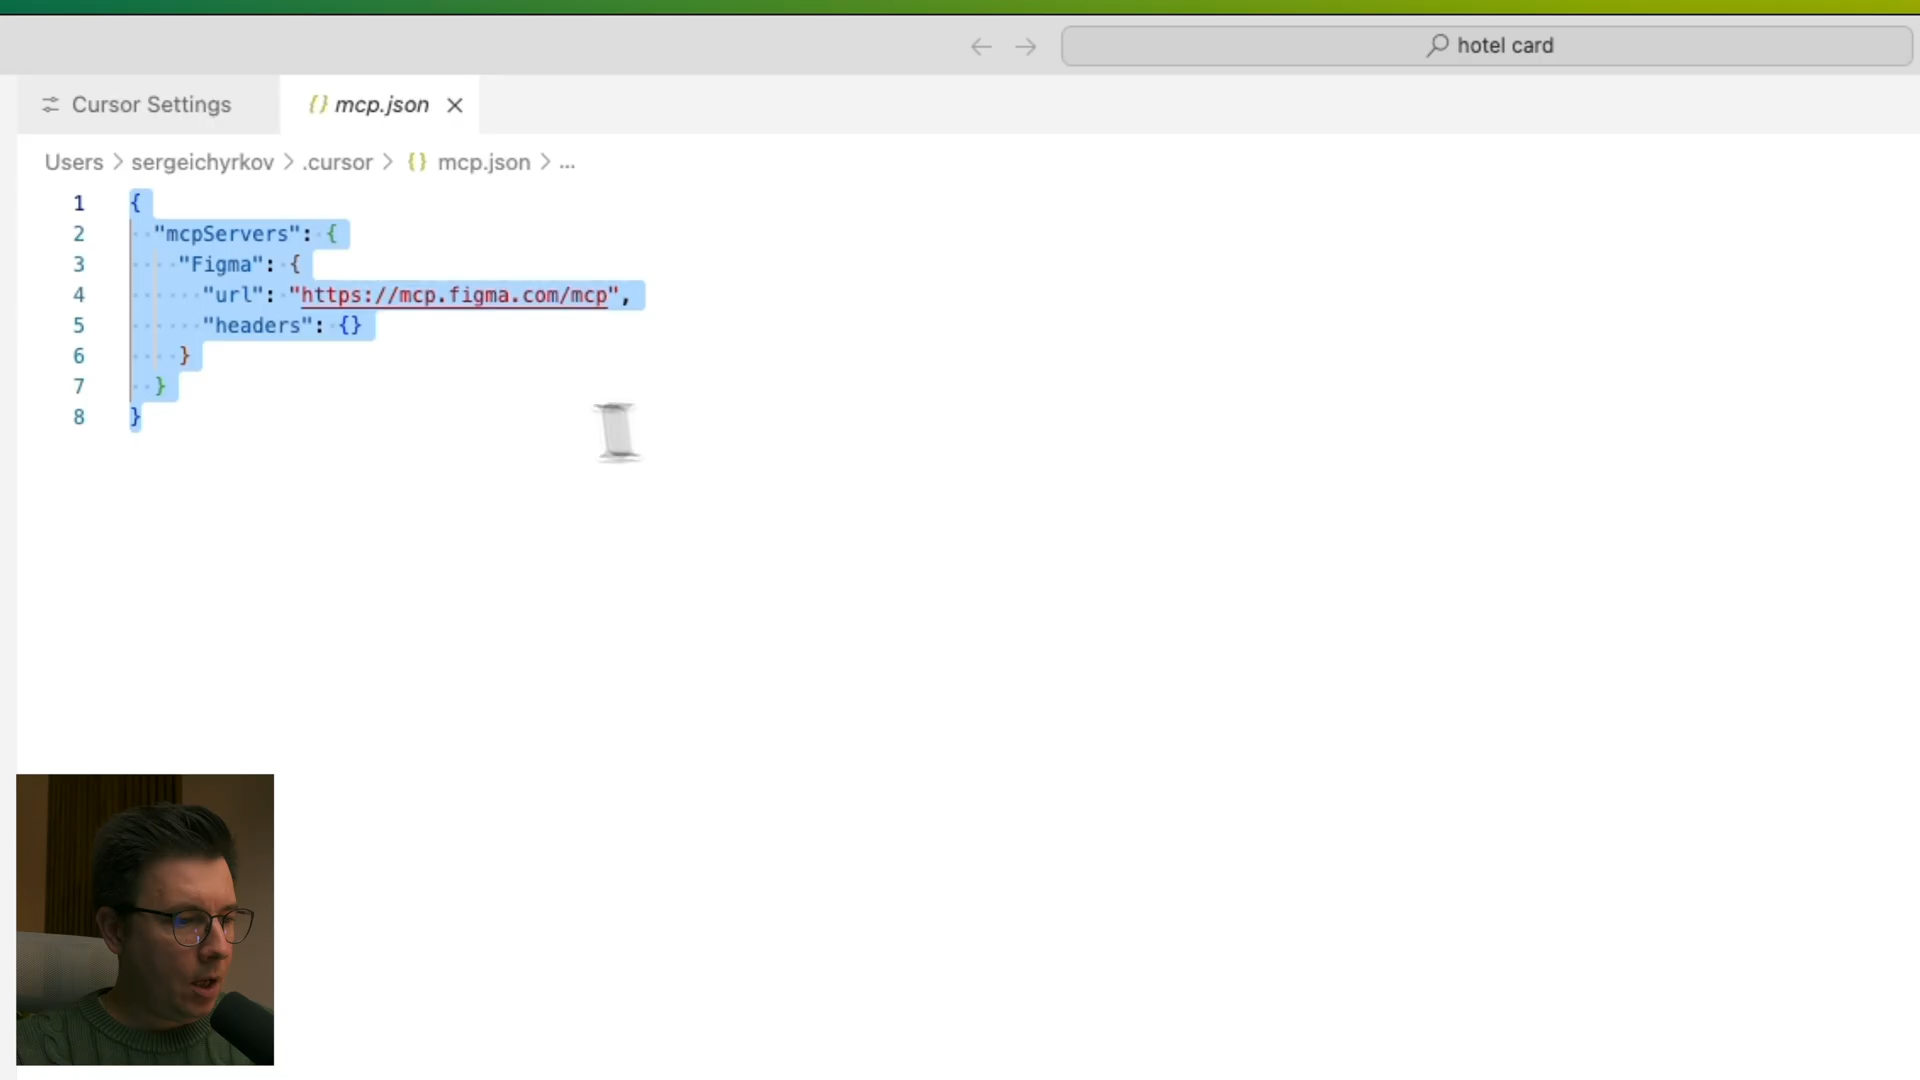 hotel card
Cursor Settings
{} mcp.json
Users > sergeichyrkov > .cursor > {} mcp.json > ...
1 {
2 "mcpServers": {
3 "Figma": {
4 "url": "https://mcp.figma.com/mcp",
5 "headers": {}
6 }
7 }
8 }